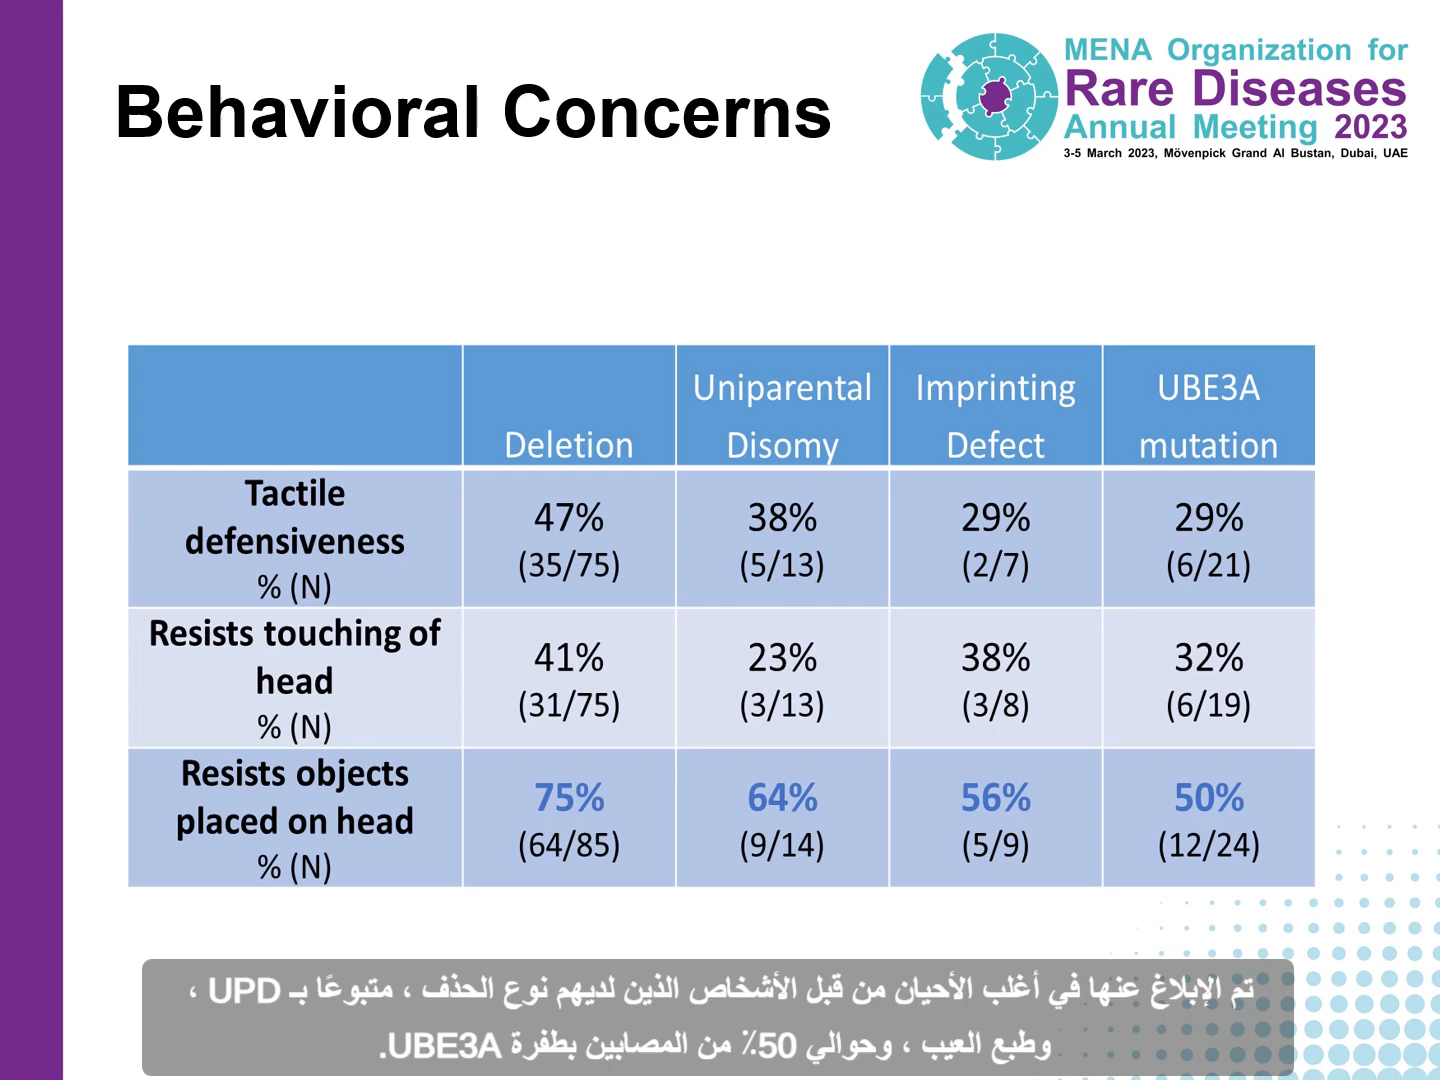 Behavioral Concerns
MENA Organization for
Rare Diseases
Annual Meeting 2023
3-5 March 2023, Mövenpick Grand Al Bustan, Dubai, UAE
Deletion
Uniparental
Disomy
Imprinting
Defect
UBE3A
mutation
Tactile
defensiveness
% (N)
47%
(35/75)
38%
(5/13)
29%
(2/7)
29%
(6/21)
Resists touching of
head
% (N)
41%
(31/75)
23%
(3/13)
38%
(3/8)
32%
(6/19)
Resists objects
placed on head
% (N)
75%
(64/85)
64%
(9/14)
56%
(5/9)
50%
(12/24)
تم الإبلاغ عنها في أغلب الأحيان من قبل الأشخاص الذين لديهم نوع الحذف ، متبوعًا بـ UPD ،
وطبع العيب ، وحوالي 50٪ من المصابين بطفرة UBE3A.